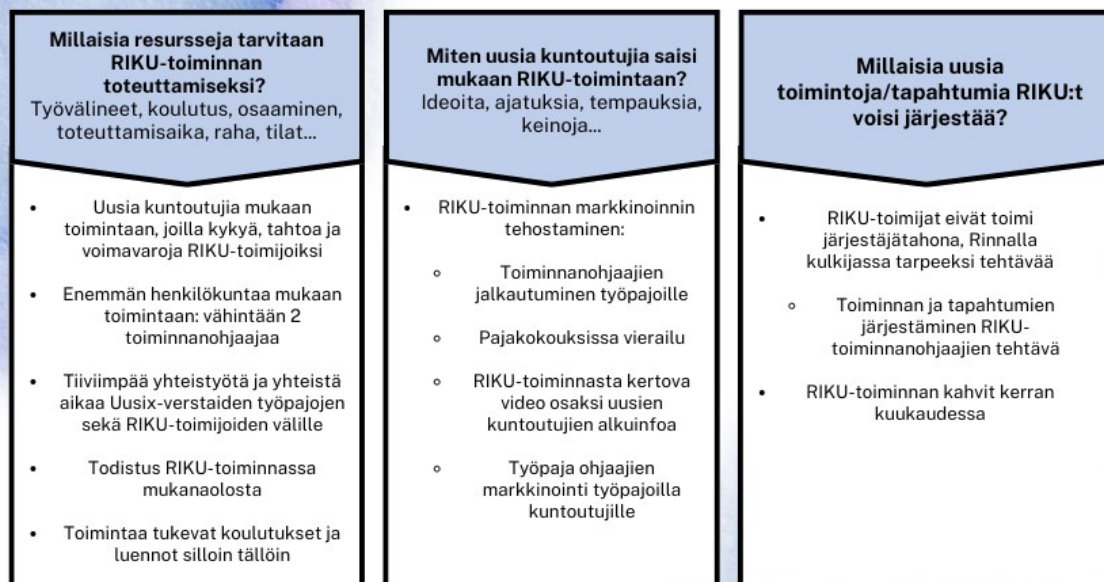 Millaisia resursseja tarvitaan
RIKU-toiminnan
toteuttamiseksi?
Työvälineet, koulutus, osaaminen,
toteuttamisaika, raha, tilat...
• Uusia kuntoutujia mukaan
toimintaan, joilla kykyä, tahtoa ja
voimavaroja RIKU-toimijoiksi
• Enemmän henkilökuntaa mukaan
toimintaan: vähintään 2
toiminnanohjaajaa
• Tiiviimpää yhteistyötä ja yhteistä
aikaa Uusix-verstaiden työpajojen
sekä RIKU-toimijoiden välille
• Todistus RIKU-toiminnassa
mukanaolosta
• Toimintaa tukevat koulutukset ja
luennot silloin tällöin
Miten uusia kuntoutujia saisi
mukaan RIKU-toimintaan?
Ideoita, ajatuksia, tempauksia,
keinoja...
• RIKU-toiminnan markkinoinnin
tehostaminen:
◦ Toiminnanohjaajien
jalkautuminen työpajoille
◦ Pajakokouksissa vierailu
◦ RIKU-toiminnasta kertova
video osaksi uusien
kuntoutujien alkuinfoa
◦ Työpaja ohjaajien
markkinointi työpajoilla
kuntoutujille
Millaisia uusia
toimintoja/tapahtumia RIKU:t
voisi järjestää?
• RIKU-toimijat eivät toimi
järjestäjätahona, Rinnalla
kulkijassa tarpeeksi tehtävää
◦ Toiminnan ja tapahtumien
järjestäminen RIKU-
toiminnanohjaajien tehtävä
• RIKU-toiminnan kahvit kerran
kuukaudessa